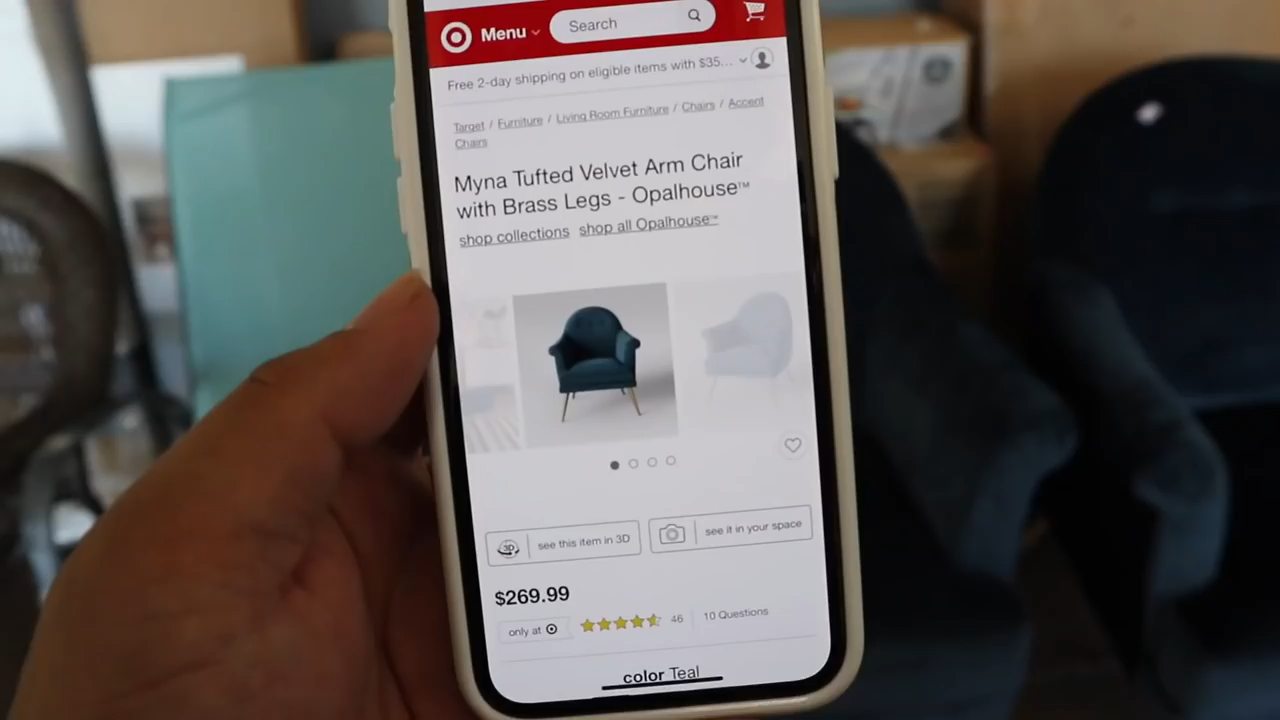 Menu
Search
Free 2-day shipping on eligible items with $35...
Target / Furniture / Living Room Furniture / Chairs / Accent
Chairs
Myna Tufted Velvet Arm Chair
with Brass Legs - Opalhouse™
shop collections shop all Opalhouse™
3D see this item in 3D
see it in your space
$269.99
only at
46
10 Questions
color Teal